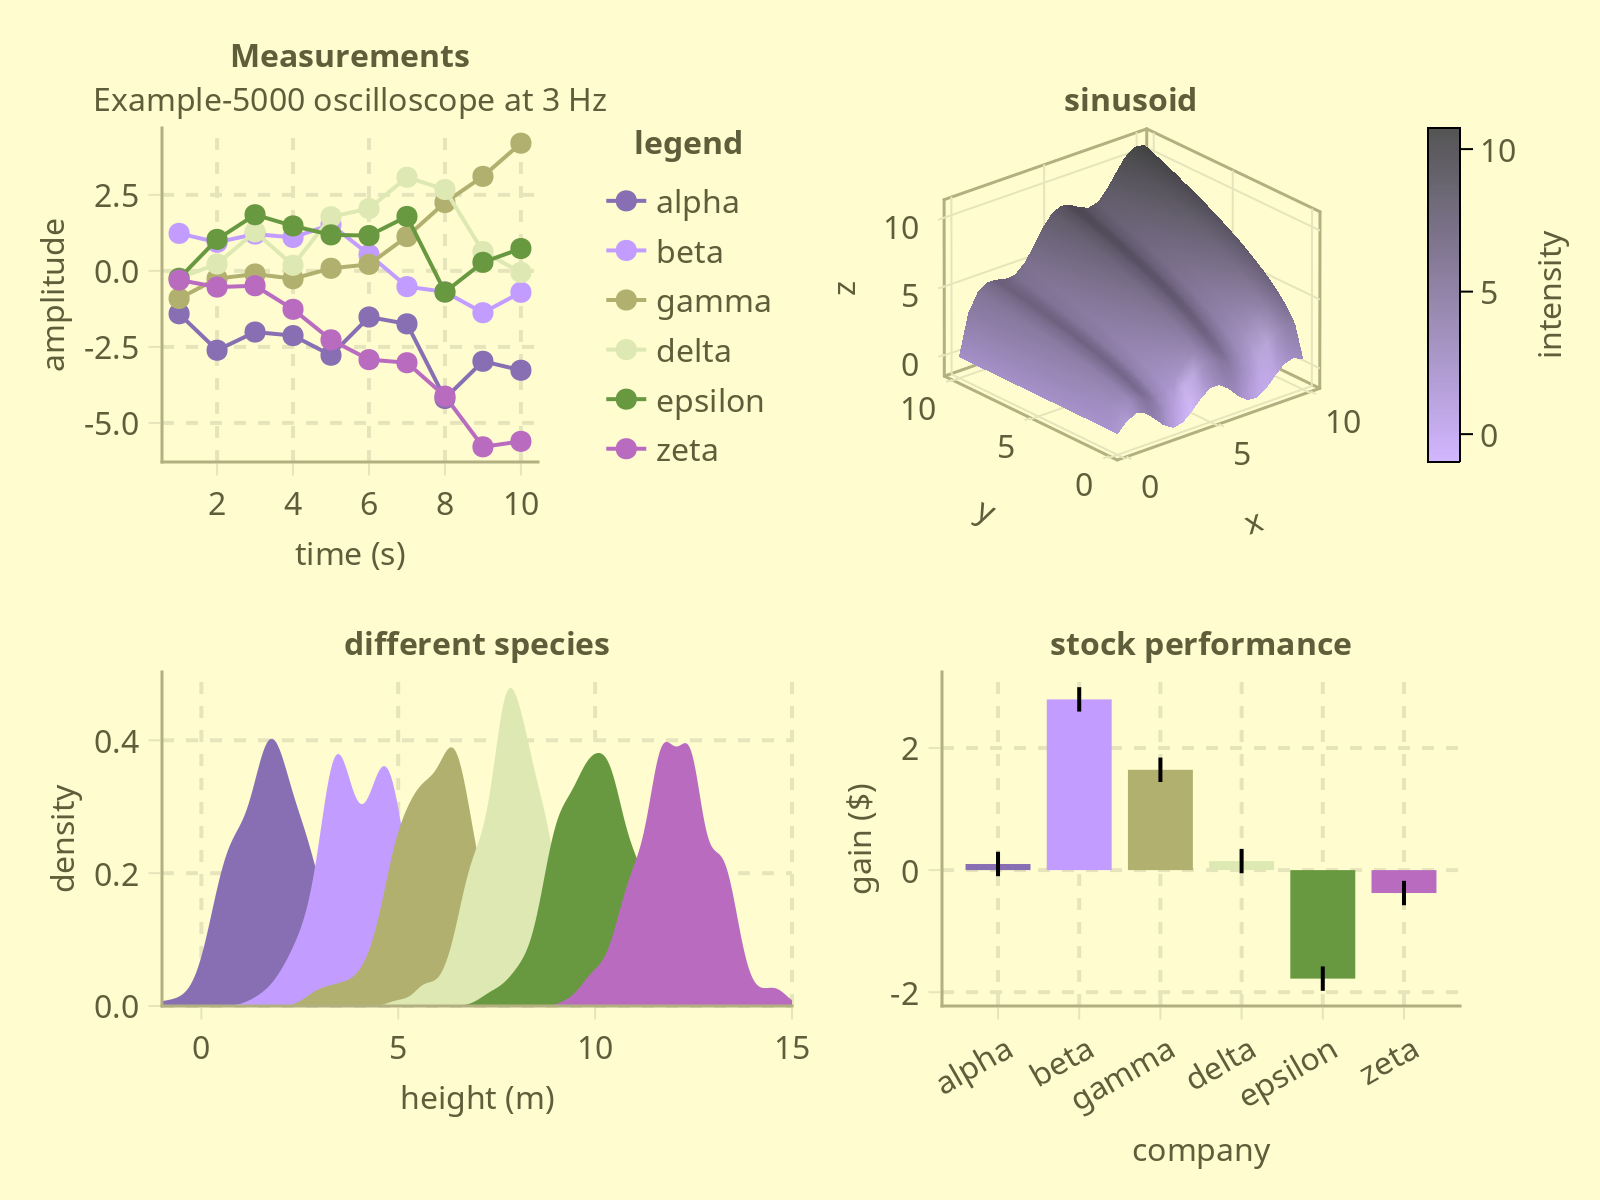 Measurements
Example-5000 oscilloscope at 3 Hz
amplitude
2.5
0.0
-2.5
-5.0
2 4 6 8 10
time (s)
legend
alpha
beta
gamma
delta
epsilon
zeta
sinusoid
z
10
5
0
10
5
0
y
0
5
10
x
10
5
0
intensity
different species
density
0.4
0.2
0.0
0 5 10 15
height (m)
stock performance
gain ($)
2
0
-2
alpha beta gamma delta epsilon zeta
company